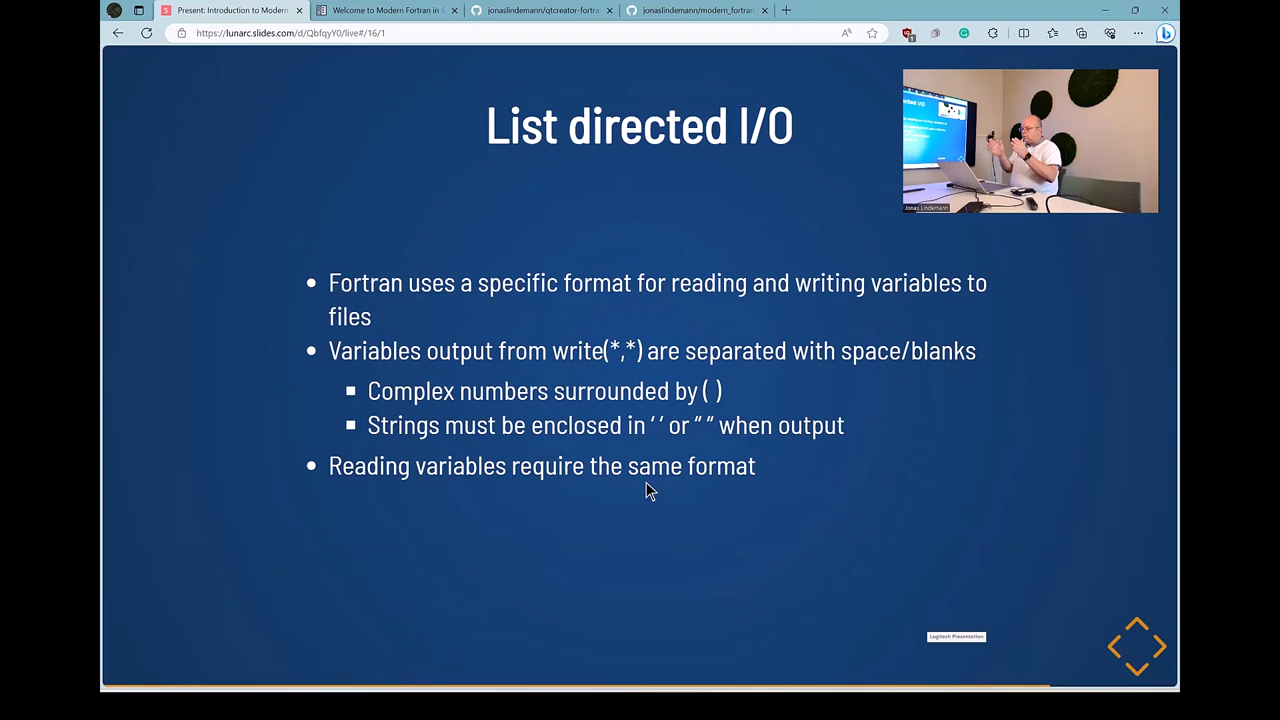 Present: Introduction to Modern
Welcome to Modern Fortran in S
jonaslindemann/qtcreator-fortran
jonaslindemann/modern_fortran
https://lunarc.slides.com/d/QbfqyY0/live#/16/1
List directed I/O
Jonas Lindemann
• Fortran uses a specific format for reading and writing variables to
files
• Variables output from write(*,*) are separated with space/blanks
▪ Complex numbers surrounded by ( )
▪ Strings must be enclosed in ‘ ‘ or “ “ when output
• Reading variables require the same format
Logitech Presentation